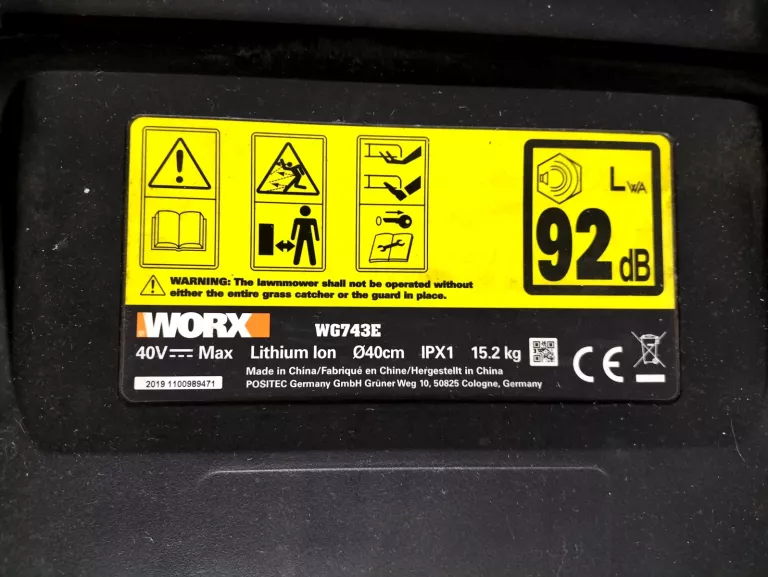 LWA
92 dB
WARNING: The lawnmower shall not be operated without
either the entire grass catcher or the guard in place.
WORX WG743E
40V Max Lithium Ion Ø40cm IPX1 15.2 kg
Made in China/Fabriqué en Chine/Hergestellt in China
2019 1100989471 POSITEC Germany GmbH Grüner Weg 10, 50825 Cologne, Germany
CE